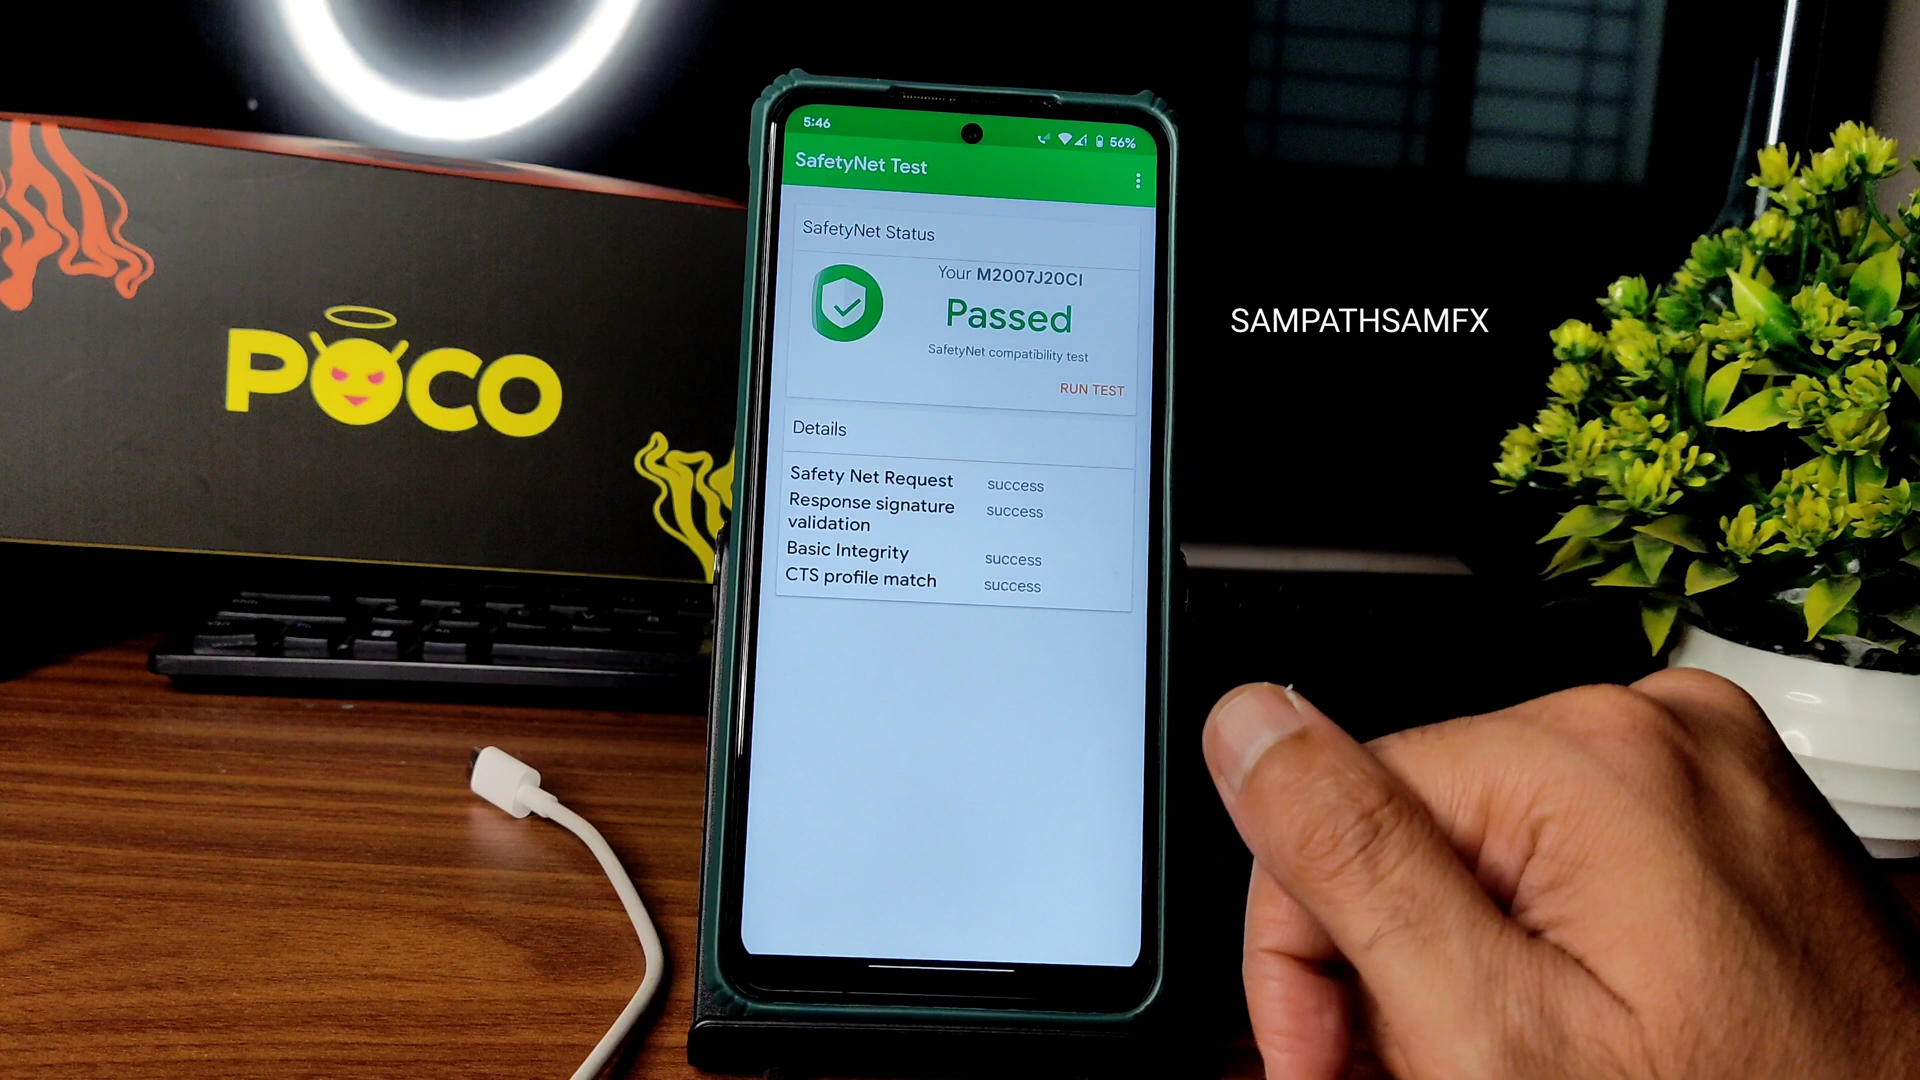 POCO
5:46
56%
SafetyNet Test
SafetyNet Status
Your M2007J20CI
Passed
SafetyNet compatibility test
RUN TEST
Details
Safety Net Request success
Response signature validation success
Basic Integrity success
CTS profile match success
SAMPATHSAMFX